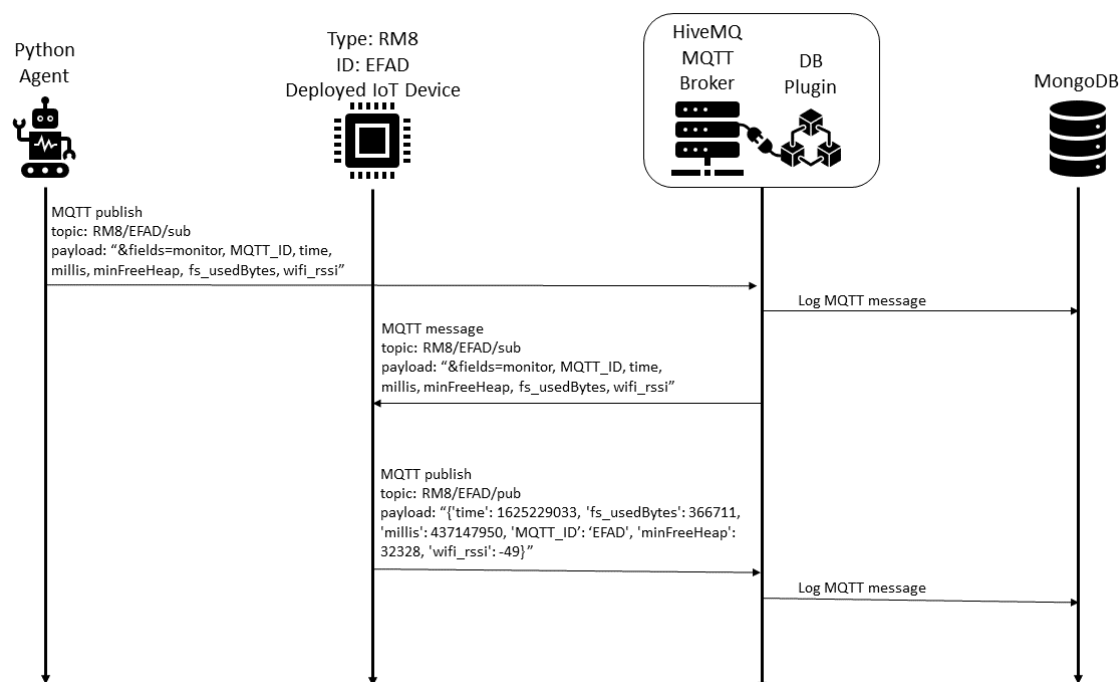 Python
Agent
Type: RM8
ID: EFAD
Deployed IoT Device
HiveMQ
MQTT
Broker
DB
Plugin
MongoDB
MQTT publish
topic: RM8/EFAD/sub
payload: “&fields=monitor, MQTT_ID, time,
millis, minFreeHeap, fs_usedBytes, wifi_rssi”
Log MQTT message
MQTT message
topic: RM8/EFAD/sub
payload: “&fields=monitor, MQTT_ID, time,
millis, minFreeHeap, fs_usedBytes, wifi_rssi”
MQTT publish
topic: RM8/EFAD/pub
payload: “{'time': 1625229033, 'fs_usedBytes': 366711,
'millis': 437147950, 'MQTT_ID’: ‘EFAD’, 'minFreeHeap':
32328, 'wifi_rssi': -49}”
Log MQTT message